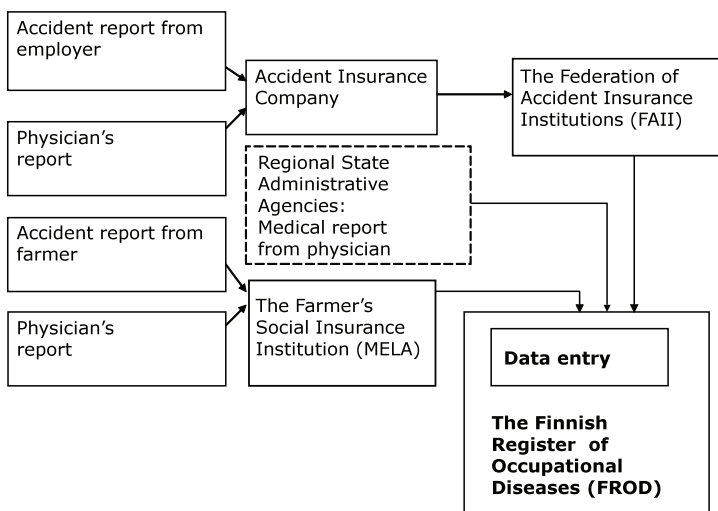 Accident report from
employer
Physician's
report
Accident Insurance
Company
The Federation of
Accident Insurance
Institutions (FAII)
Regional State
Administrative
Agencies:
Medical report
from physician
Accident report from
farmer
Physician's
report
The Farmer's
Social Insurance
Institution (MELA)
Data entry
The Finnish
Register of
Occupational
Diseases (FROD)